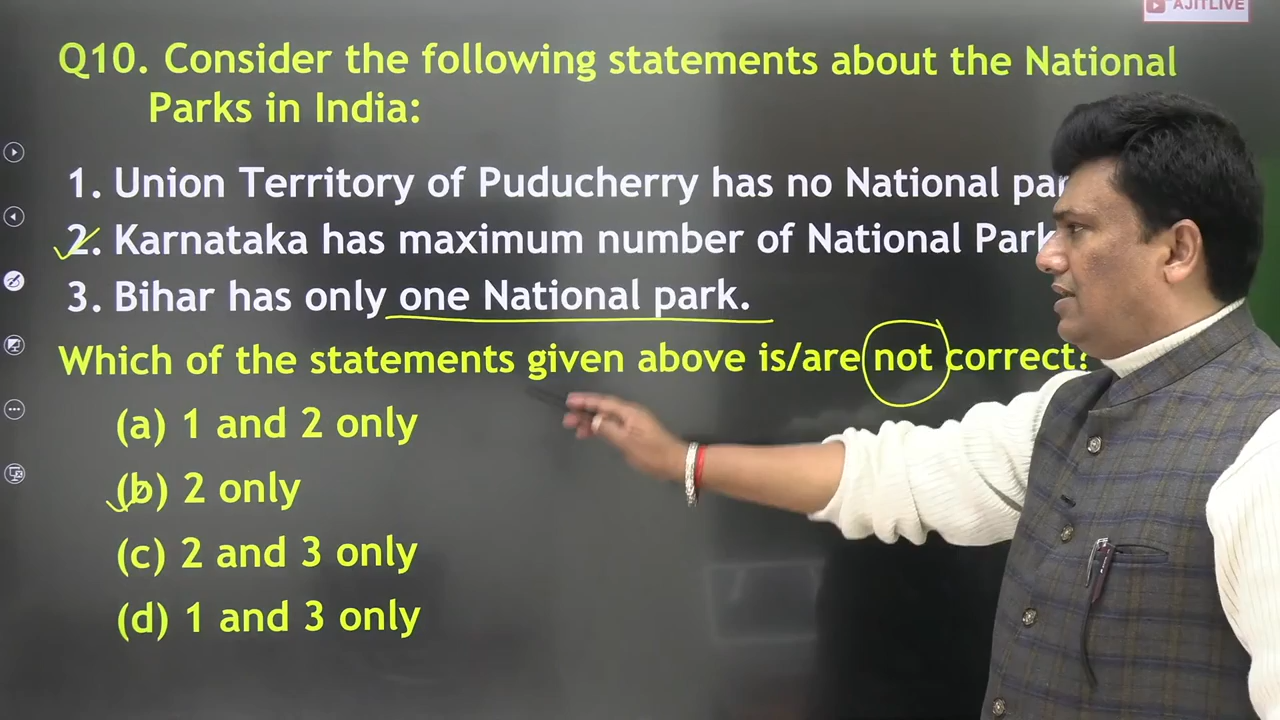 AJITLIVE
Q10. Consider the following statements about the National
Parks in India:
1. Union Territory of Puducherry has no National
2. Karnataka has maximum number of National
3. Bihar has only one National park.
Which of the statements given above is/are not correct?
(a) 1 and 2 only
(b) 2 only
(c) 2 and 3 only
(d) 1 and 3 only